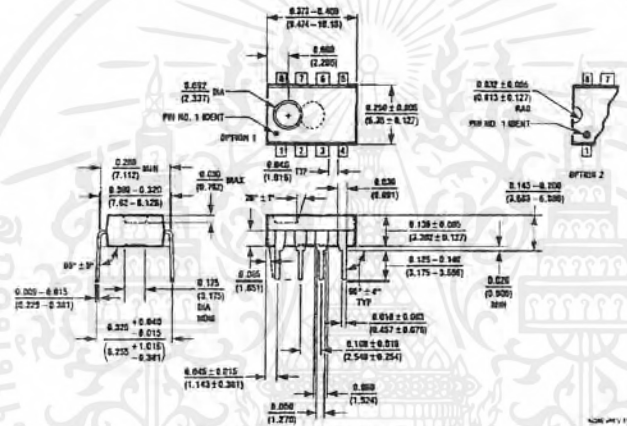 0.373 – 0.400
(9.474 – 10.16)
0.092
(2.337) DIA
PIN NO. 1 IDENT
OPTION 1
8 7 6 5
1 2 3 4
0.250 ± 0.005
(6.35 ± 0.127)
0.032 ± 0.005
(0.813 ± 0.127)
RAD
PIN NO. 1 IDENT
8 7
1
OPTION 2
0.280 MIN
(7.112)
0.300 – 0.320
(7.62 – 8.128)
0.030 MAX
(0.762)
0.040 TYP
(1.016)
0.039
(0.991)
20° ± 1°
0.145 – 0.200
(3.683 – 5.080)
0.130 ± 0.005
(3.302 ± 0.127)
0.125 – 0.140
(3.175 – 3.556)
0.020
(0.508)
MIN
95° ± 5°
0.009 – 0.015
(0.229 – 0.381)
0.125
(3.175)
DIA
NOM
0.065
(1.651)
90° ± 4°
TYP
0.325 +0.040 −0.015
(8.255 +1.016 −0.381)
0.018 ± 0.003
(0.457 ± 0.076)
0.100 ± 0.010
(2.540 ± 0.254)
0.045 ± 0.015
(1.143 ± 0.381)
0.060
(1.524)
0.050
(1.270)